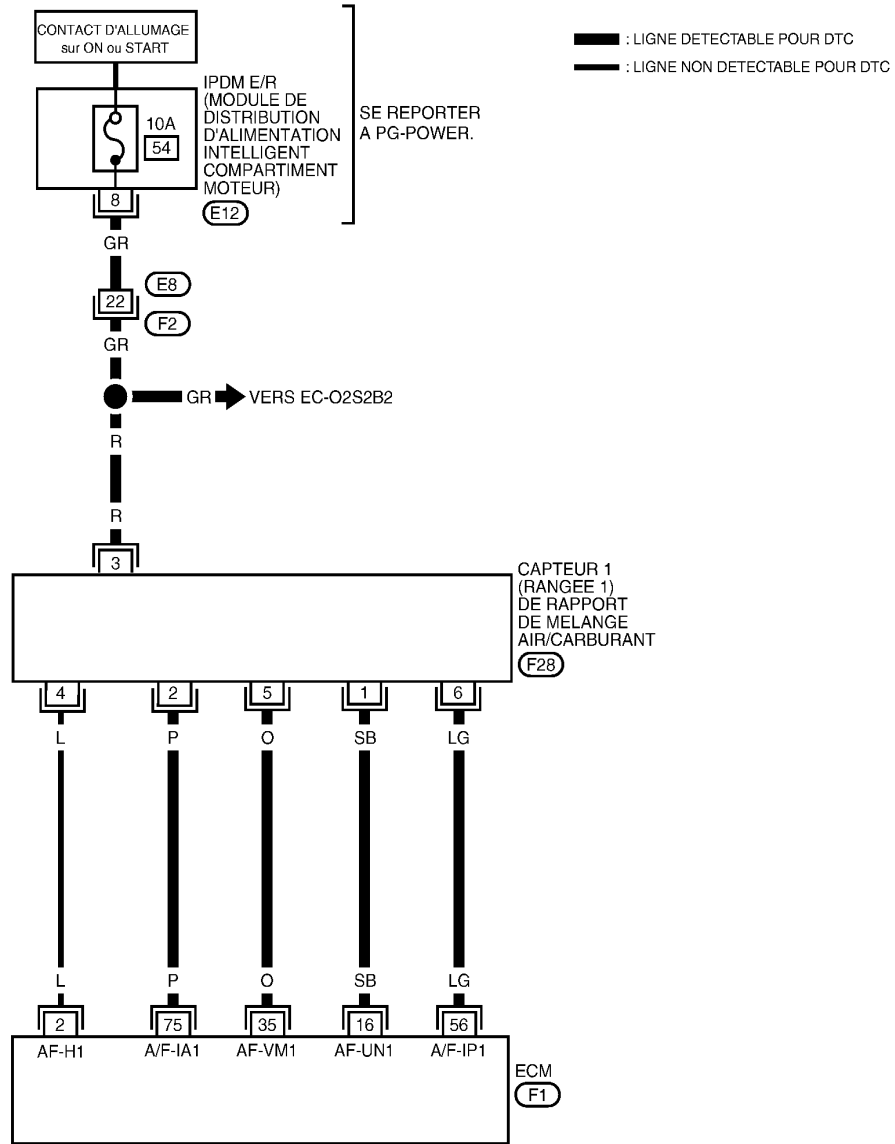 CONTACT D'ALLUMAGE
sur ON ou START
: LIGNE DETECTABLE POUR DTC
: LIGNE NON DETECTABLE POUR DTC
10A
54
IPDM E/R
(MODULE DE
DISTRIBUTION
D'ALIMENTATION
INTELLIGENT
COMPARTIMENT
MOTEUR)
E12
SE REPORTER
A PG-POWER.
8
GR
22
E8
F2
GR
GR
VERS EC-O2S2B2
R
R
3
CAPTEUR 1
(RANGEE 1)
DE RAPPORT
DE MELANGE
AIR/CARBURANT
F28
4 2 5 1 6
L P O SB LG
L P O SB LG
2 75 35 16 56
AF-H1 A/F-IA1 AF-VM1 AF-UN1 A/F-IP1
ECM
F1